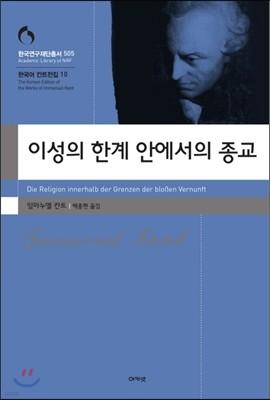 한국연구재단총서 505
Academic Library of NRF
한국어 칸트전집 10
The Korean Edition of
the Works of Immanuel Kant
이성의 한계 안에서의 종교
Die Religion innerhalb der Grenzen der bloßen Vernunft
임마누엘 칸트 | 백종현 옮김
아카넷